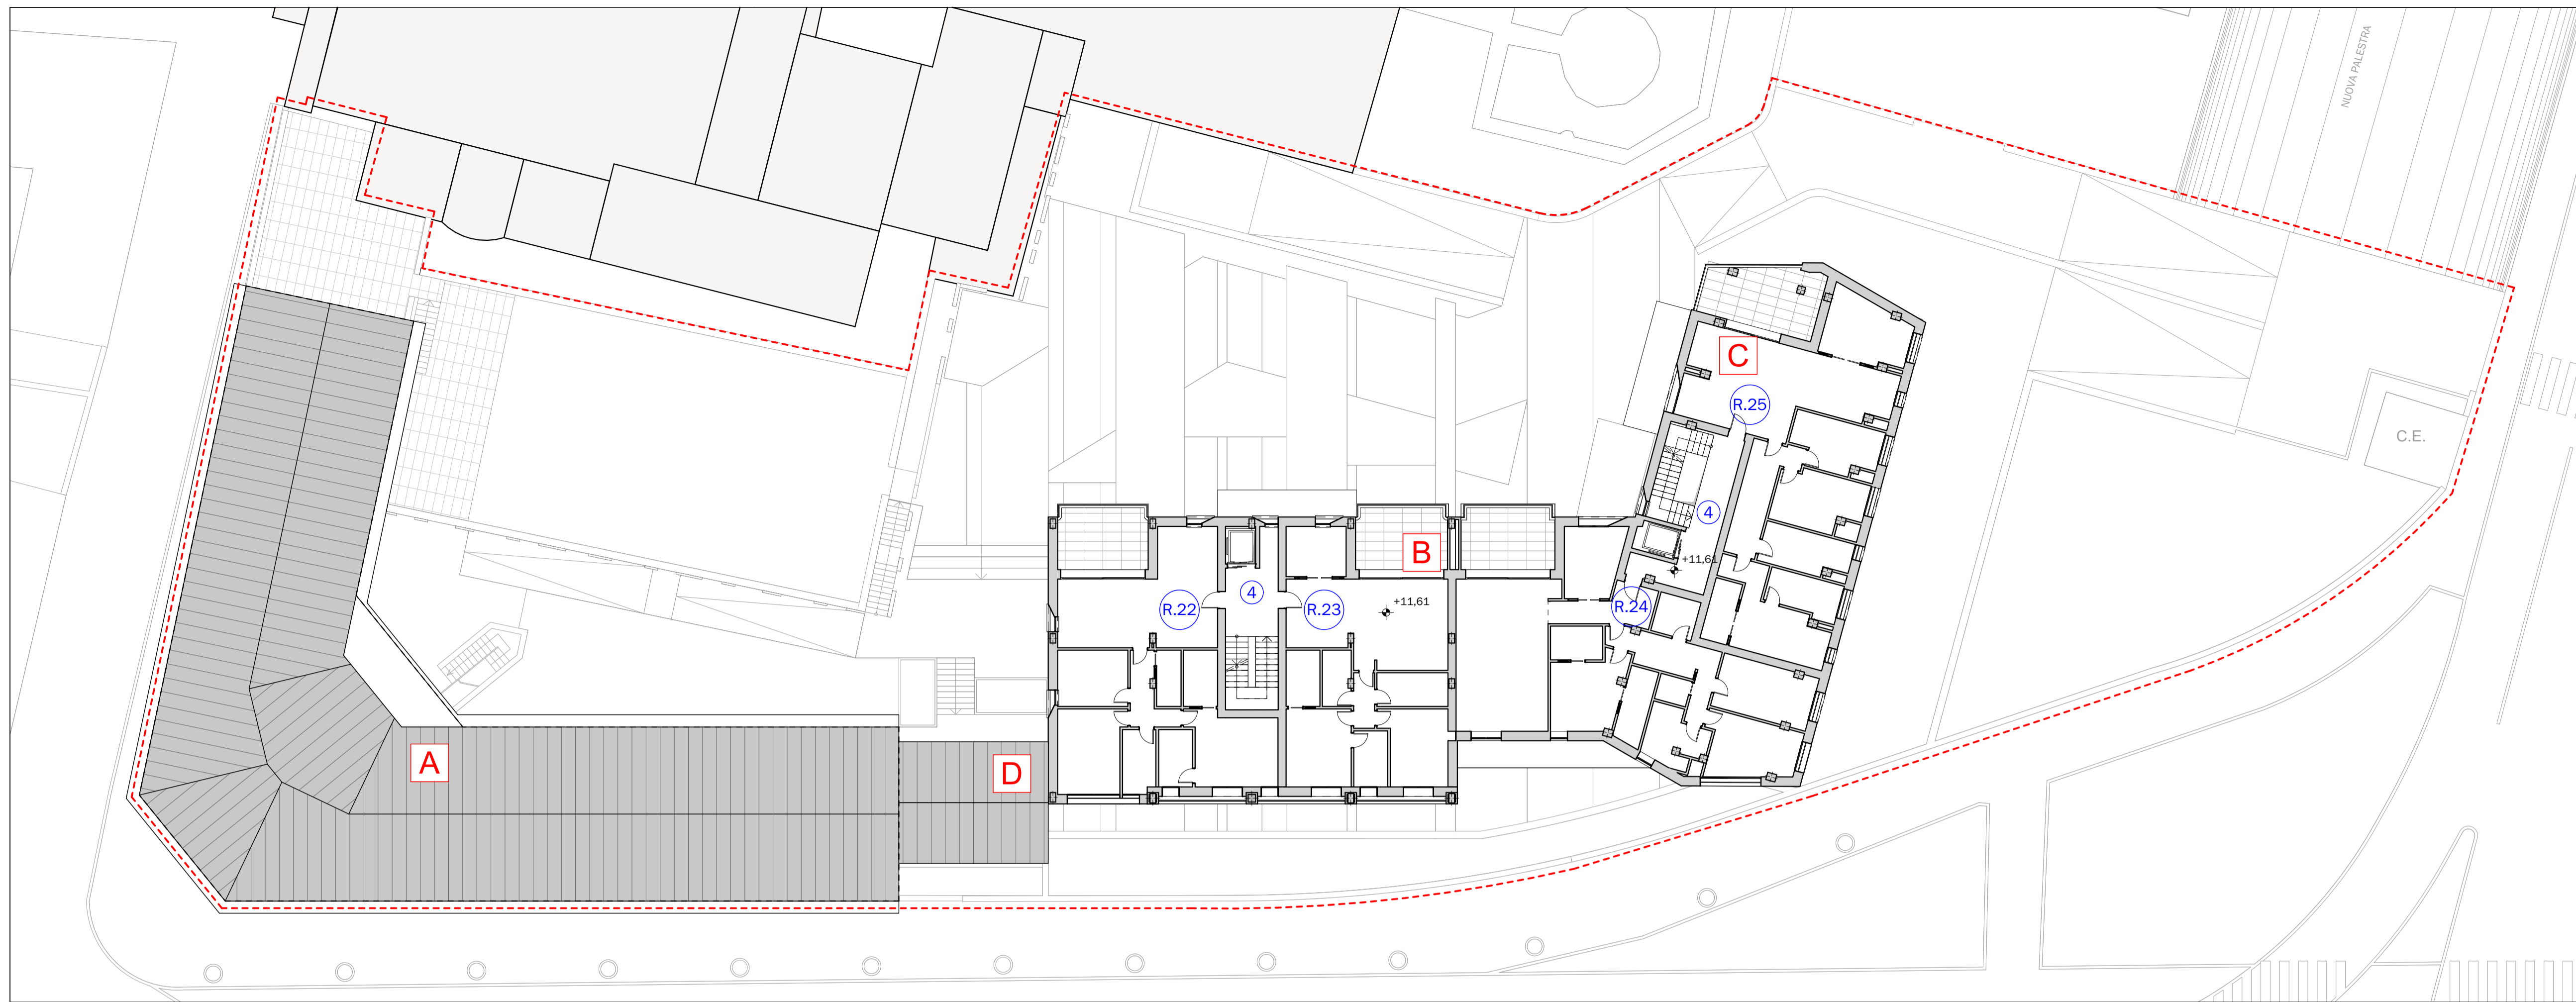 NUOVA PALESTRA
C
R.25
C.E.
4
B
+11,61
4
R.22
R.23
+11,61
R.24
A
D